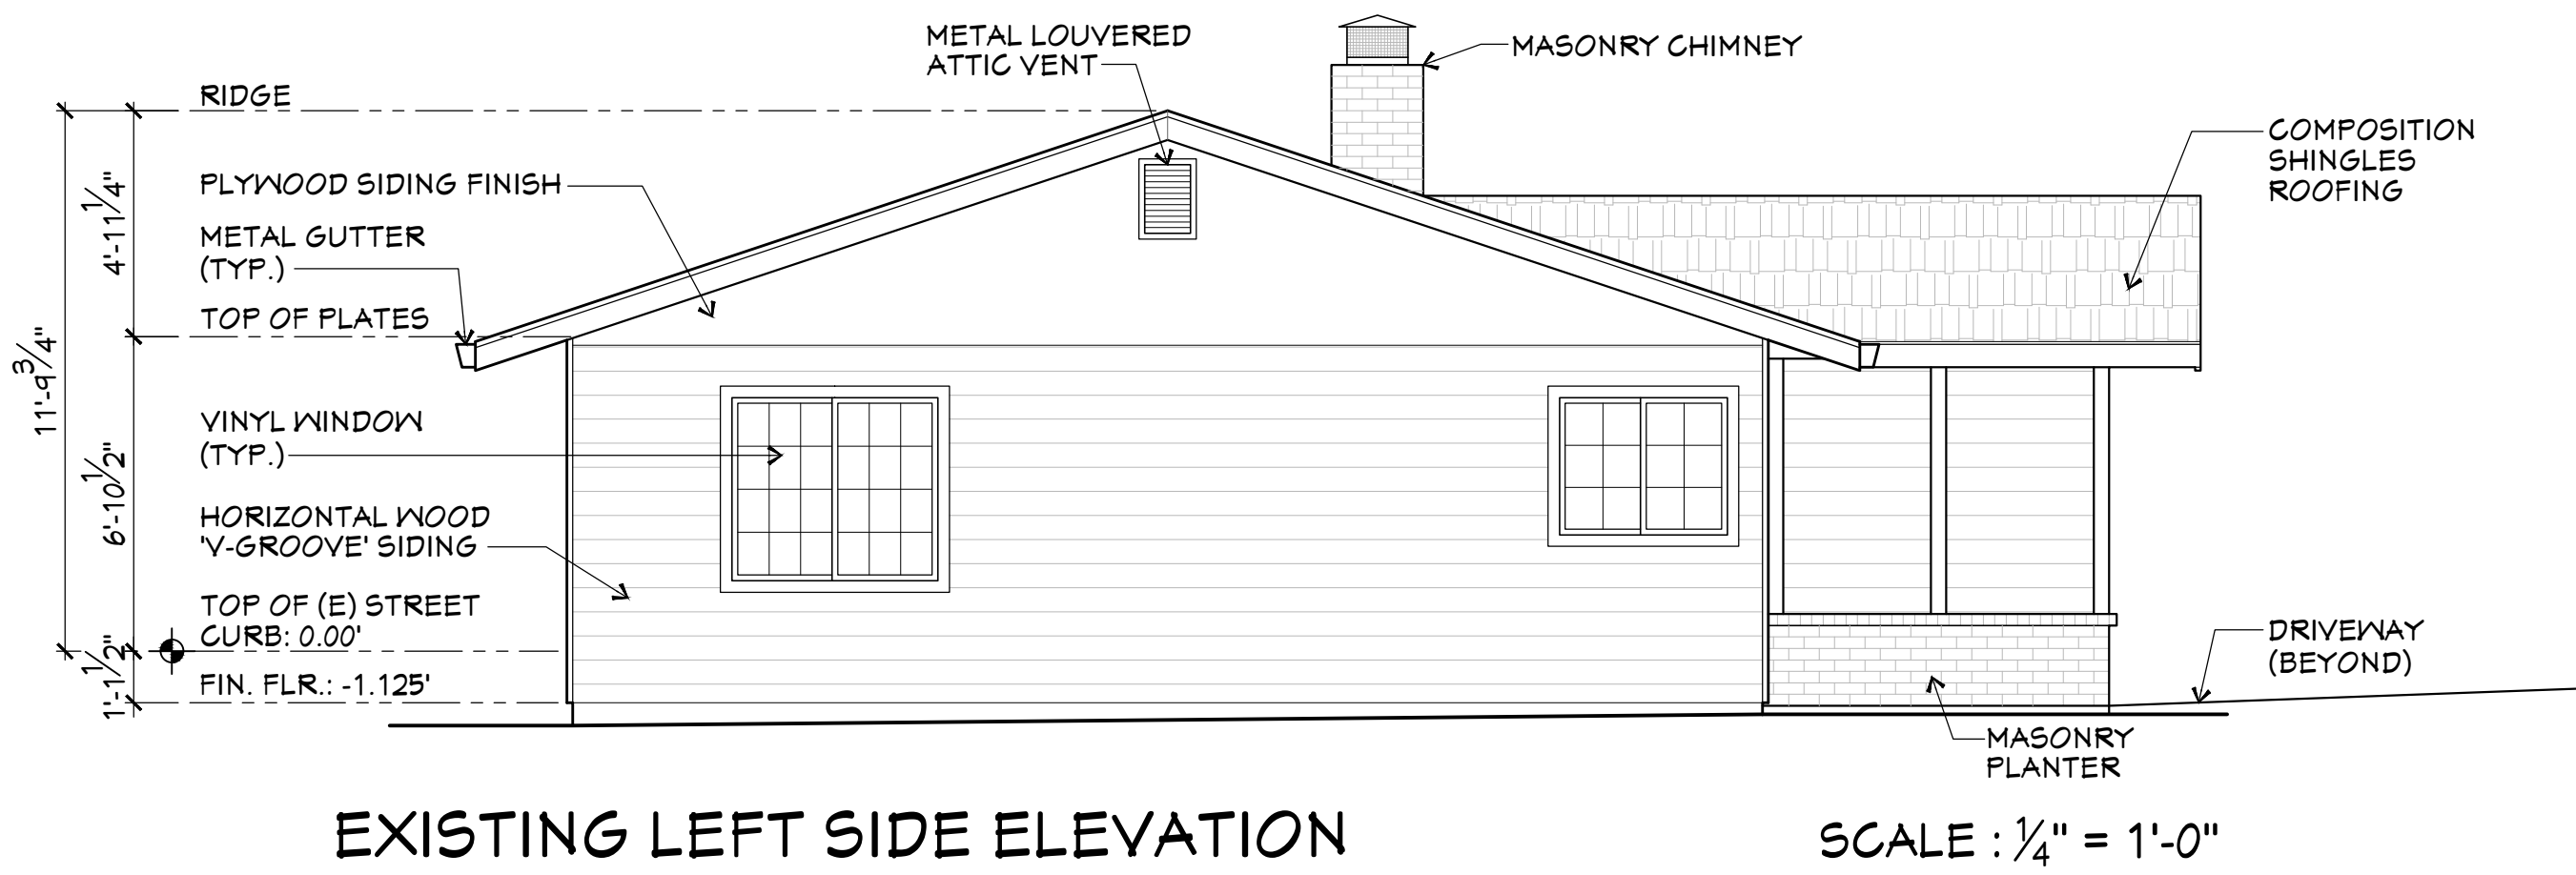 METAL LOUVERED
ATTIC VENT
MASONRY CHIMNEY
RIDGE
COMPOSITION
SHINGLES
ROOFING
PLYWOOD SIDING FINISH
METAL GUTTER
(TYP.)
TOP OF PLATES
4'-11 1/4"
11'-9 3/4"
VINYL WINDOW
(TYP.)
6'-10 1/2"
HORIZONTAL WOOD
'V-GROOVE' SIDING
TOP OF (E) STREET
CURB: 0.00'
1'-1 1/2"
FIN. FLR.: -1.125'
DRIVEWAY
(BEYOND)
MASONRY
PLANTER
EXISTING LEFT SIDE ELEVATION
SCALE : 1/4" = 1'-0"